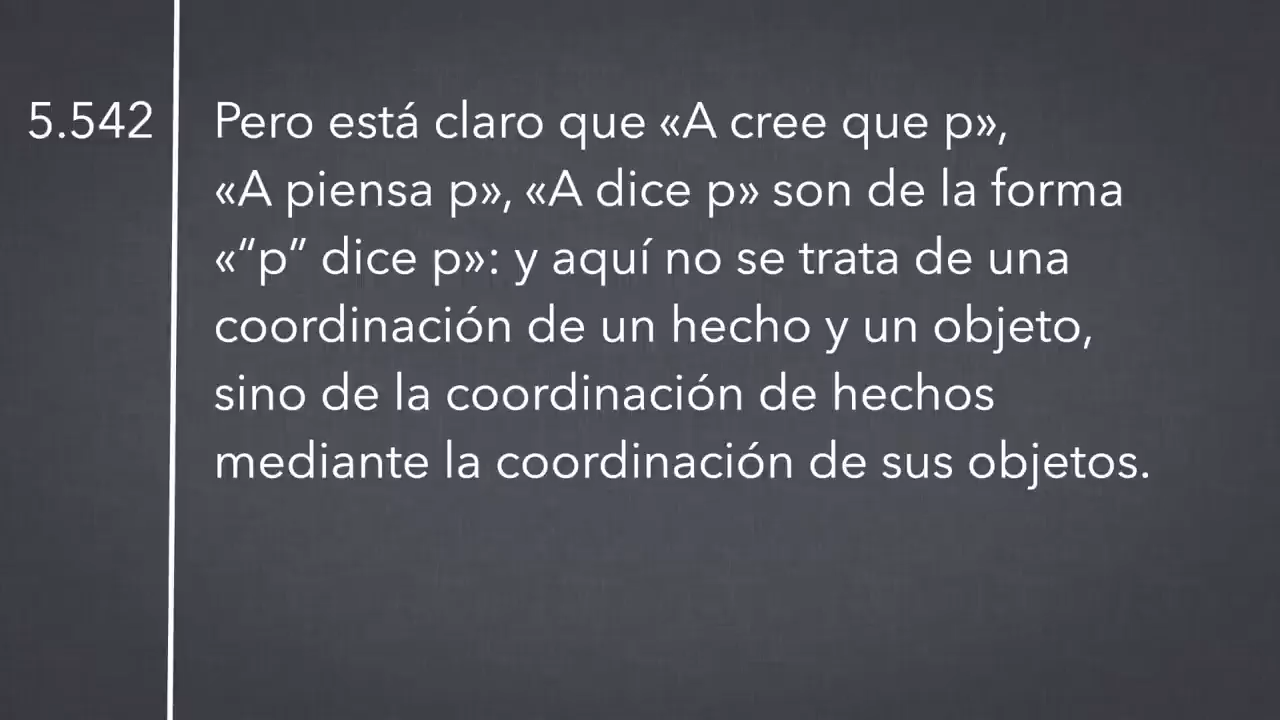 5.542 Pero está claro que «A cree que p»,
«A piensa p», «A dice p» son de la forma
«“p” dice p»: y aquí no se trata de una
coordinación de un hecho y un objeto,
sino de la coordinación de hechos
mediante la coordinación de sus objetos.